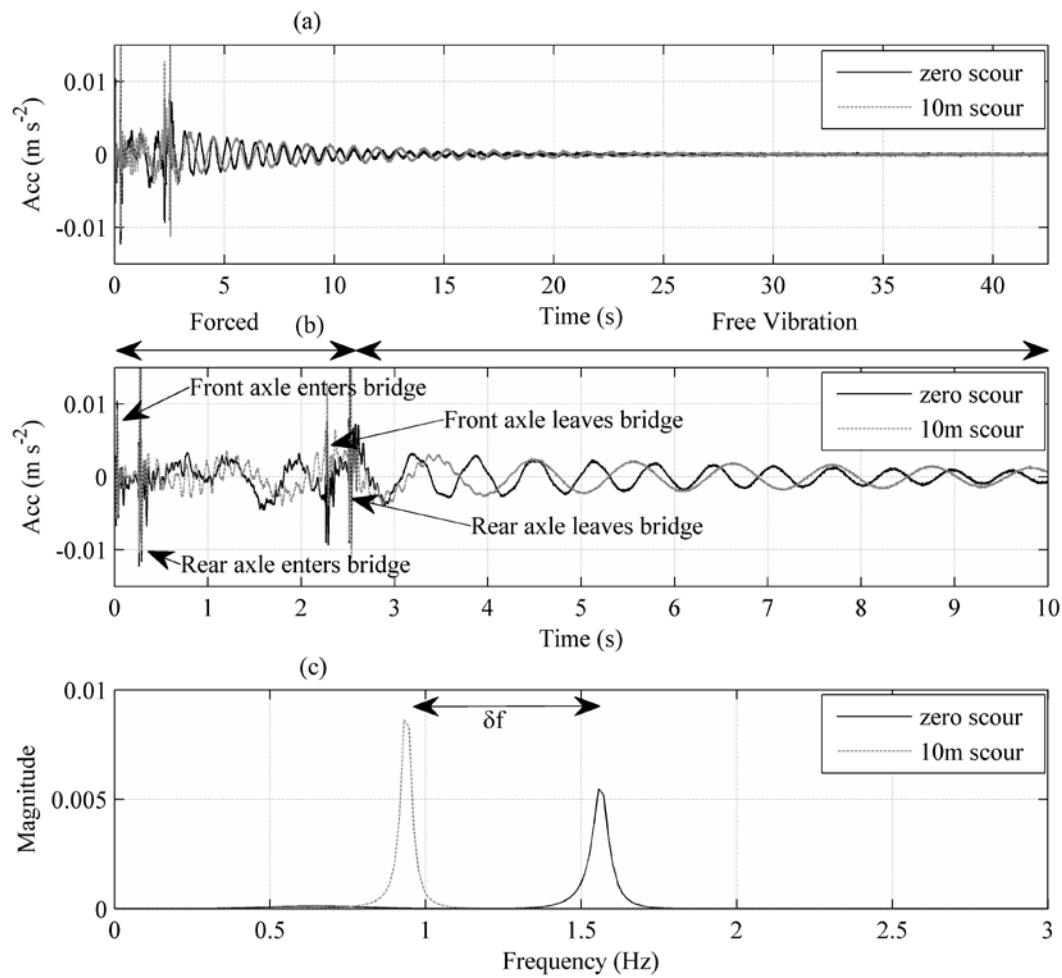 (a)
zero scour
10m scour
0.01
0
-0.01
Acc (m s⁻²)
0 5 10 15 20 25 30 35 40
Time (s)
Forced (b) Free Vibration
zero scour
10m scour
Front axle enters bridge
Front axle leaves bridge
Rear axle leaves bridge
Rear axle enters bridge
0.01
0
-0.01
Acc (m s⁻²)
0 1 2 3 4 5 6 7 8 9 10
Time (s)
(c)
zero scour
10m scour
δf
0.01
0.005
0
Magnitude
0 0.5 1 1.5 2 2.5 3
Frequency (Hz)